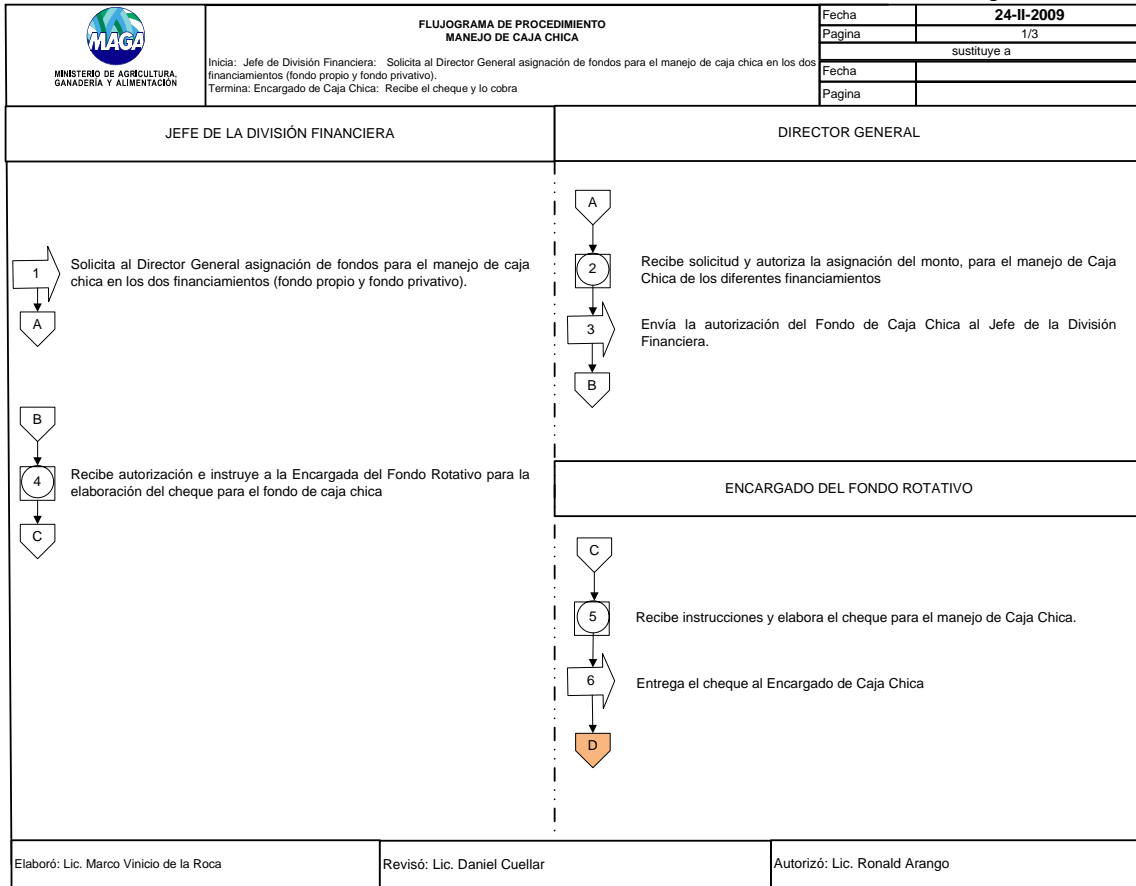 MAGA
MINISTERIO DE AGRICULTURA,
GANADERÍA Y ALIMENTACIÓN
FLUJOGRAMA DE PROCEDIMIENTO
MANEJO DE CAJA CHICA
Inicia: Jefe de División Financiera: Solicita al Director General asignación de fondos para el manejo de caja chica en los dos
financiamientos (fondo propio y fondo privativo).
Termina: Encargado de Caja Chica: Recibe el cheque y lo cobra
Fecha 24-II-2009
Pagina 1/3
sustituye a
Fecha
Pagina
JEFE DE LA DIVISIÓN FINANCIERA
1
Solicita al Director General asignación de fondos para el manejo de caja
chica en los dos financiamientos (fondo propio y fondo privativo).
A
B
4
Recibe autorización e instruye a la Encargada del Fondo Rotativo para la
elaboración del cheque para el fondo de caja chica
C
DIRECTOR GENERAL
A
2
Recibe solicitud y autoriza la asignación del monto, para el manejo de Caja
Chica de los diferentes financiamientos
3
Envía la autorización del Fondo de Caja Chica al Jefe de la División
Financiera.
B
ENCARGADO DEL FONDO ROTATIVO
C
5
Recibe instrucciones y elabora el cheque para el manejo de Caja Chica.
6
Entrega el cheque al Encargado de Caja Chica
D
Elaboró: Lic. Marco Vinicio de la Roca
Revisó: Lic. Daniel Cuellar
Autorizó: Lic. Ronald Arango